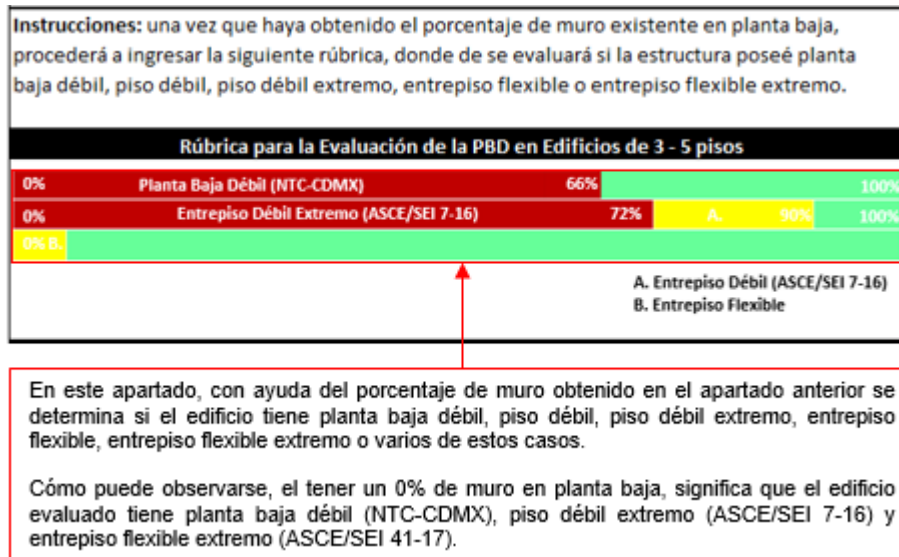 Instrucciones: una vez que haya obtenido el porcentaje de muro existente en planta baja,
procederá a ingresar la siguiente rúbrica, donde de se evaluará si la estructura poseé planta
baja débil, piso débil, piso débil extremo, entrepiso flexible o entrepiso flexible extremo.
Rúbrica para la Evaluación de la PBD en Edificios de 3 - 5 pisos
0% Planta Baja Débil (NTC-CDMX) 66% 100%
0% Entrepiso Débil Extremo (ASCE/SEI 7-16) 72% A. 90% 100%
0% B.
A. Entrepiso Débil (ASCE/SEI 7-16)
B. Entrepiso Flexible
En este apartado, con ayuda del porcentaje de muro obtenido en el apartado anterior se
determina si el edificio tiene planta baja débil, piso débil, piso débil extremo, entrepiso
flexible, entrepiso flexible extremo o varios de estos casos.
Cómo puede observarse, el tener un 0% de muro en planta baja, significa que el edificio
evaluado tiene planta baja débil (NTC-CDMX), piso débil extremo (ASCE/SEI 7-16) y
entrepiso flexible extremo (ASCE/SEI 41-17).